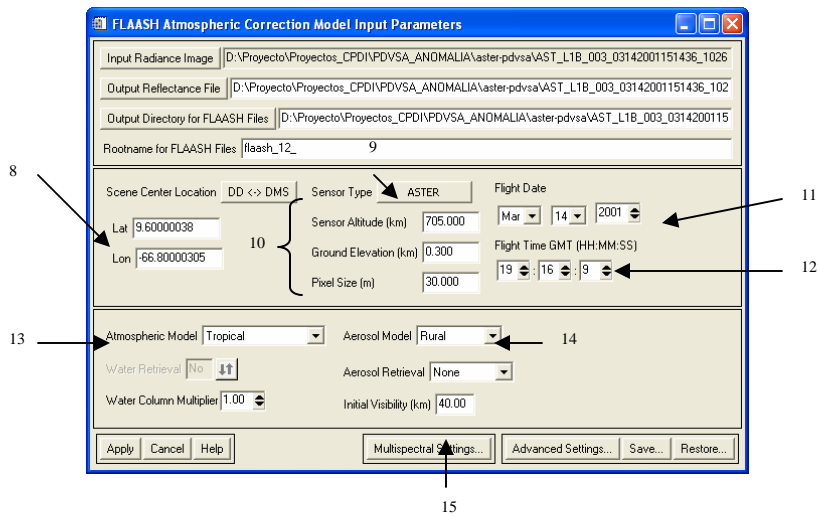 FLAASH Atmospheric Correction Model Input Parameters
Input Radiance Image D:\Proyecto\Proyectos_CPDI\PDVSA_ANOMALIA\aster-pdvsa\AST_L1B_003_03142001151436_1026
Output Reflectance File D:\Proyecto\Proyectos_CPDI\PDVSA_ANOMALIA\aster-pdvsa\AST_L1B_003_03142001151436_102
Output Directory for FLAASH Files D:\Proyecto\Proyectos_CPDI\PDVSA_ANOMALIA\aster-pdvsa\AST_L1B_003_0314200115
Rootname for FLAASH Files flaash_12_
9
8
Scene Center Location DD <-> DMS Sensor Type ASTER Flight Date
Lat 9.60000038 Sensor Altitude (km) 705.000 Mar 14 2001
11
10
Lon -66.80000305 Ground Elevation (km) 0.300 Flight Time GMT (HH:MM:SS)
Pixel Size (m) 30.000 19 : 16 : 9
12
13
Atmospheric Model Tropical Aerosol Model Rural
14
Water Retrieval No Aerosol Retrieval None
Water Column Multiplier 1.00 Initial Visibility (km) 40.00
Apply Cancel Help Multispectral Settings... Advanced Settings... Save... Restore...
15